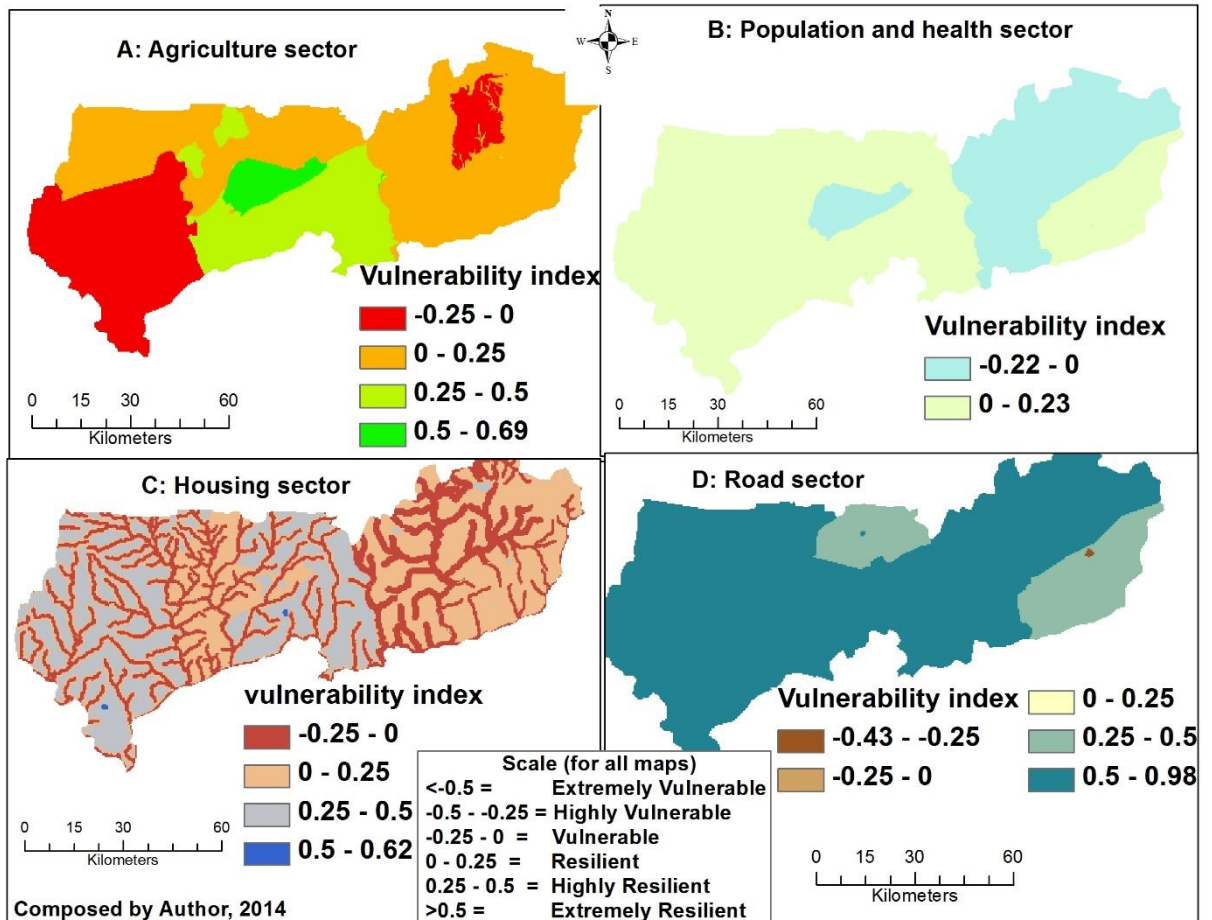 A: Agriculture sector
Vulnerability index
-0.25 - 0
0 - 0.25
0.25 - 0.5
0.5 - 0.69
0 30 60
Kilometers
N
W E
S
B: Population and health sector
Vulnerability index
-0.22 - 0
0 - 0.23
0 30 60
Kilometers
C: Housing sector
vulnerability index
-0.25 - 0
0 - 0.25
0.25 - 0.5
0.5 - 0.62
0 30 60
Kilometers
Composed by Author, 2014
D: Road sector
Vulnerability index
-0.43 - -0.25
-0.25 - 0
0 - 0.25
0.25 - 0.5
0.5 - 0.98
0 30 60
Kilometers
Scale (for all maps)
<-0.5 = Extremely Vulnerable
-0.5 - -0.25 = Highly Vulnerable
-0.25 - 0 = Vulnerable
0 - 0.25 = Resilient
0.25 - 0.5 = Highly Resilient
>0.5 = Extremely Resilient